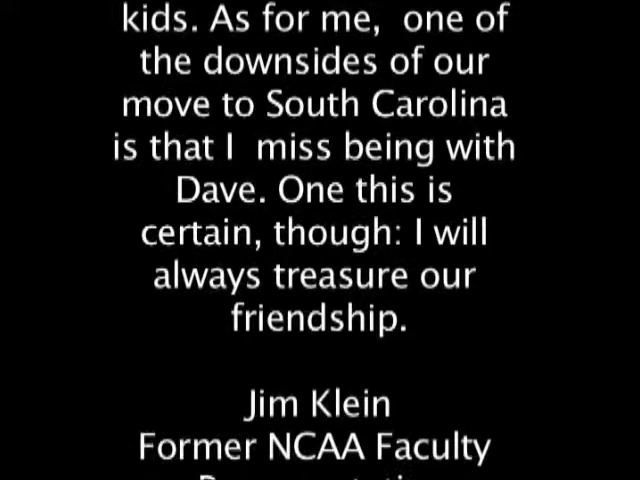 kids. As for me,  one of
the downsides of our
move to South Carolina
is that I  miss being with
Dave. One this is
certain, though: I will
always treasure our
friendship.
Jim Klein
Former NCAA Faculty